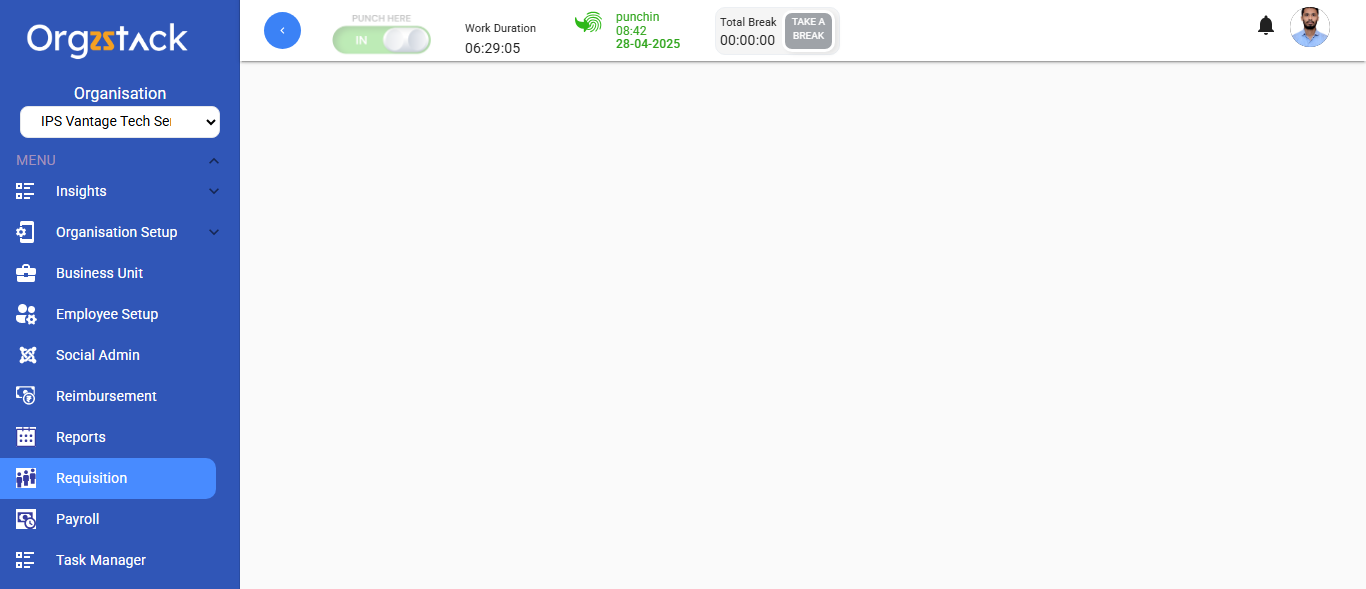 Orgzstack
Organisation
IPS Vantage Tech Ser
MENU
Insights
Organisation Setup
Business Unit
Employee Setup
Social Admin
Reimbursement
Reports
Requisition
Payroll
Task Manager
PUNCH HERE
IN
Work Duration
06:29:05
punchin
08:42
28-04-2025
Total Break
00:00:00
TAKE A
BREAK